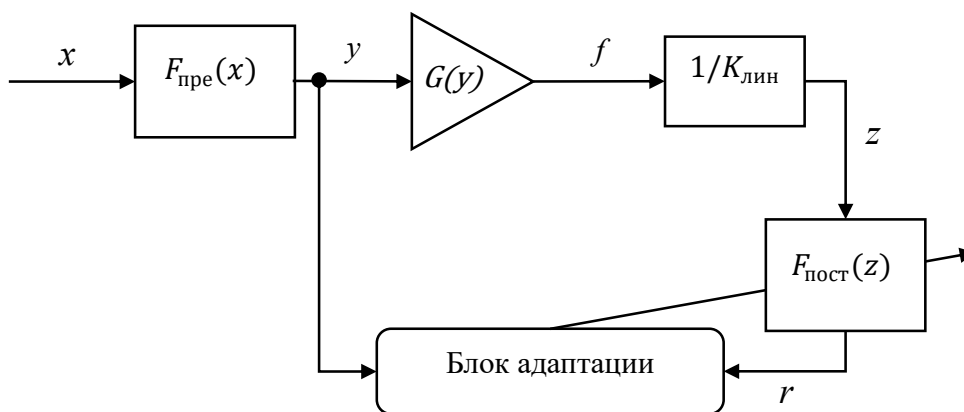 x
F_пре(x)
y
G(y)
f
1/K_лин
z
F_пост(z)
Блок адаптации
r